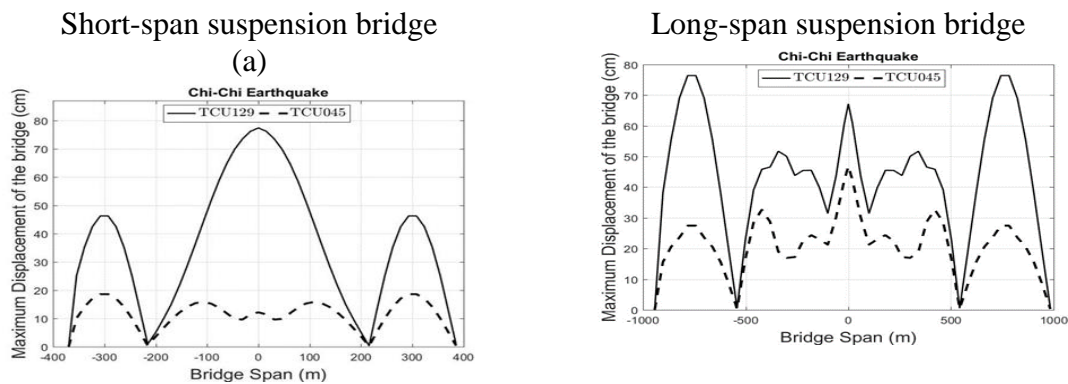 Short-span suspension bridge
(a)
Chi-Chi Earthquake
TCU129 TCU045
Maximum Displacement of the bridge (cm)
80
70
60
50
40
30
20
10
0
-400 -300 -200 -100 0 100 200 300 400
Bridge Span (m)
Long-span suspension bridge
Chi-Chi Earthquake
TCU129 TCU045
Maximum Displacement of the bridge (cm)
80
70
60
50
40
30
20
10
0
-1000 -500 0 500 1000
Bridge Span (m)